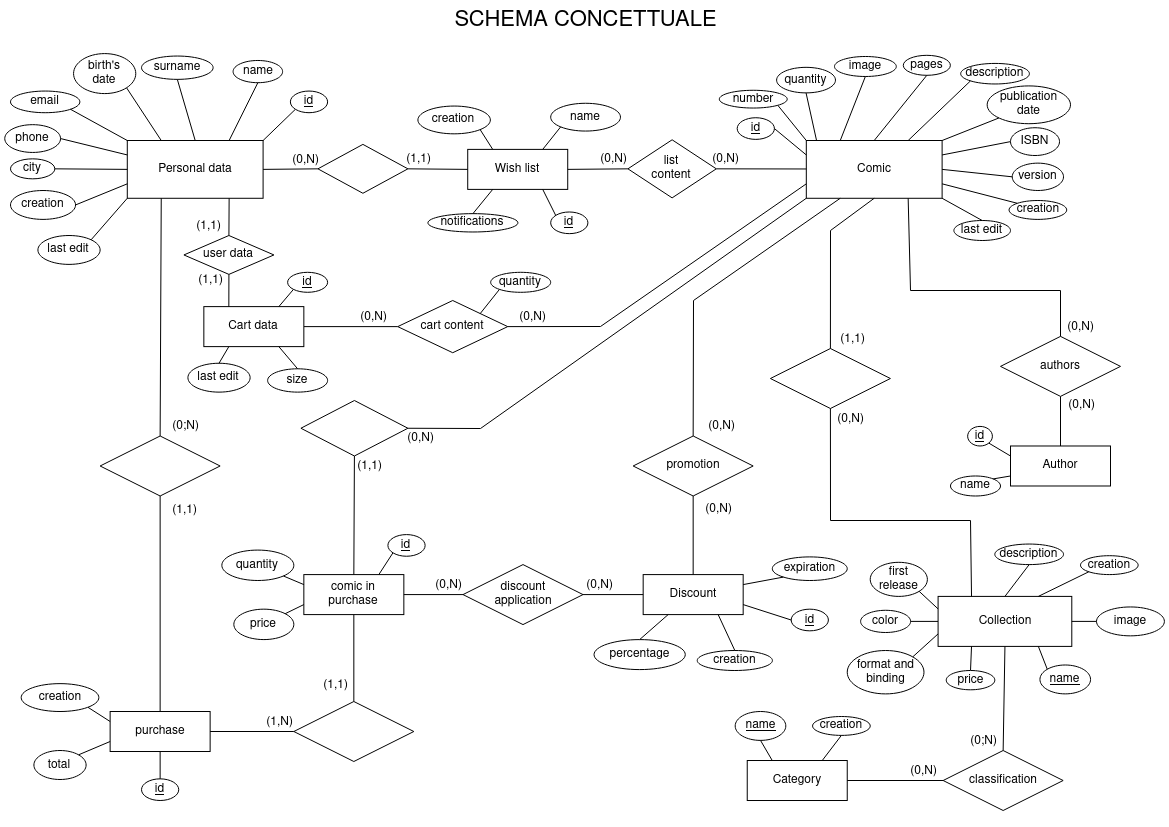 SCHEMA CONCETTUALE
birth's
date
surname
name
email
id
phone
city
creation
last edit
Personal data
(0,N)
(1,1)
creation
name
Wish list
notifications
id
(0,N)
list
content
(0,N)
number
quantity
image
pages
description
publication
date
id
ISBN
version
creation
last edit
Comic
(1,1)
user data
(1,1)
id
Cart data
last edit
size
(0,N)
cart content
quantity
(0,N)
(1,1)
(0,N)
(0,N)
authors
(0,N)
id
name
Author
(0;N)
(1,1)
(0,N)
(1,1)
(0,N)
promotion
(0,N)
quantity
id
comic in
purchase
price
(0,N)
discount
application
(0,N)
Discount
expiration
id
percentage
creation
first
release
description
creation
color
Collection
image
format and
binding
price
name
(1,1)
(1,N)
creation
purchase
total
id
name
creation
Category
(0,N)
(0;N)
classification